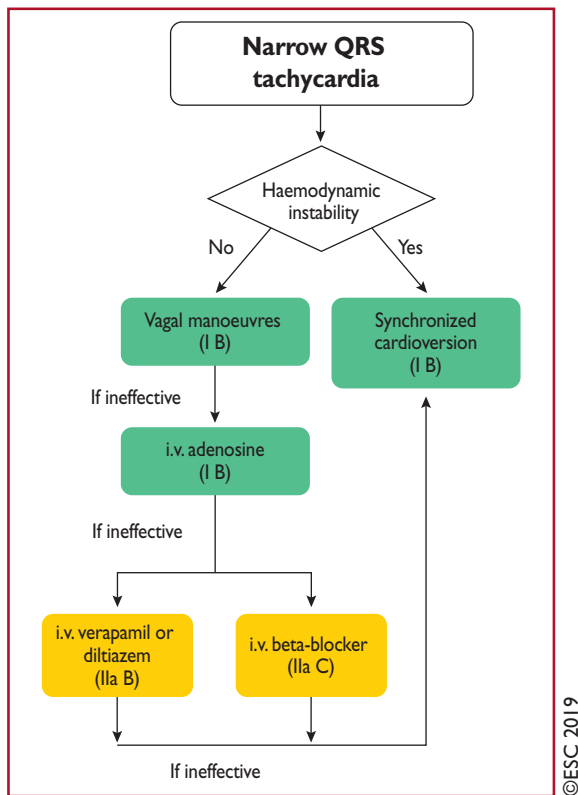 Narrow QRS
tachycardia
Haemodynamic
instability
No
Yes
Vagal manoeuvres
(I B)
Synchronized
cardioversion
(I B)
If ineffective
i.v. adenosine
(I B)
If ineffective
i.v. verapamil or
diltiazem
(IIa B)
i.v. beta-blocker
(IIa C)
If ineffective
©ESC 2019